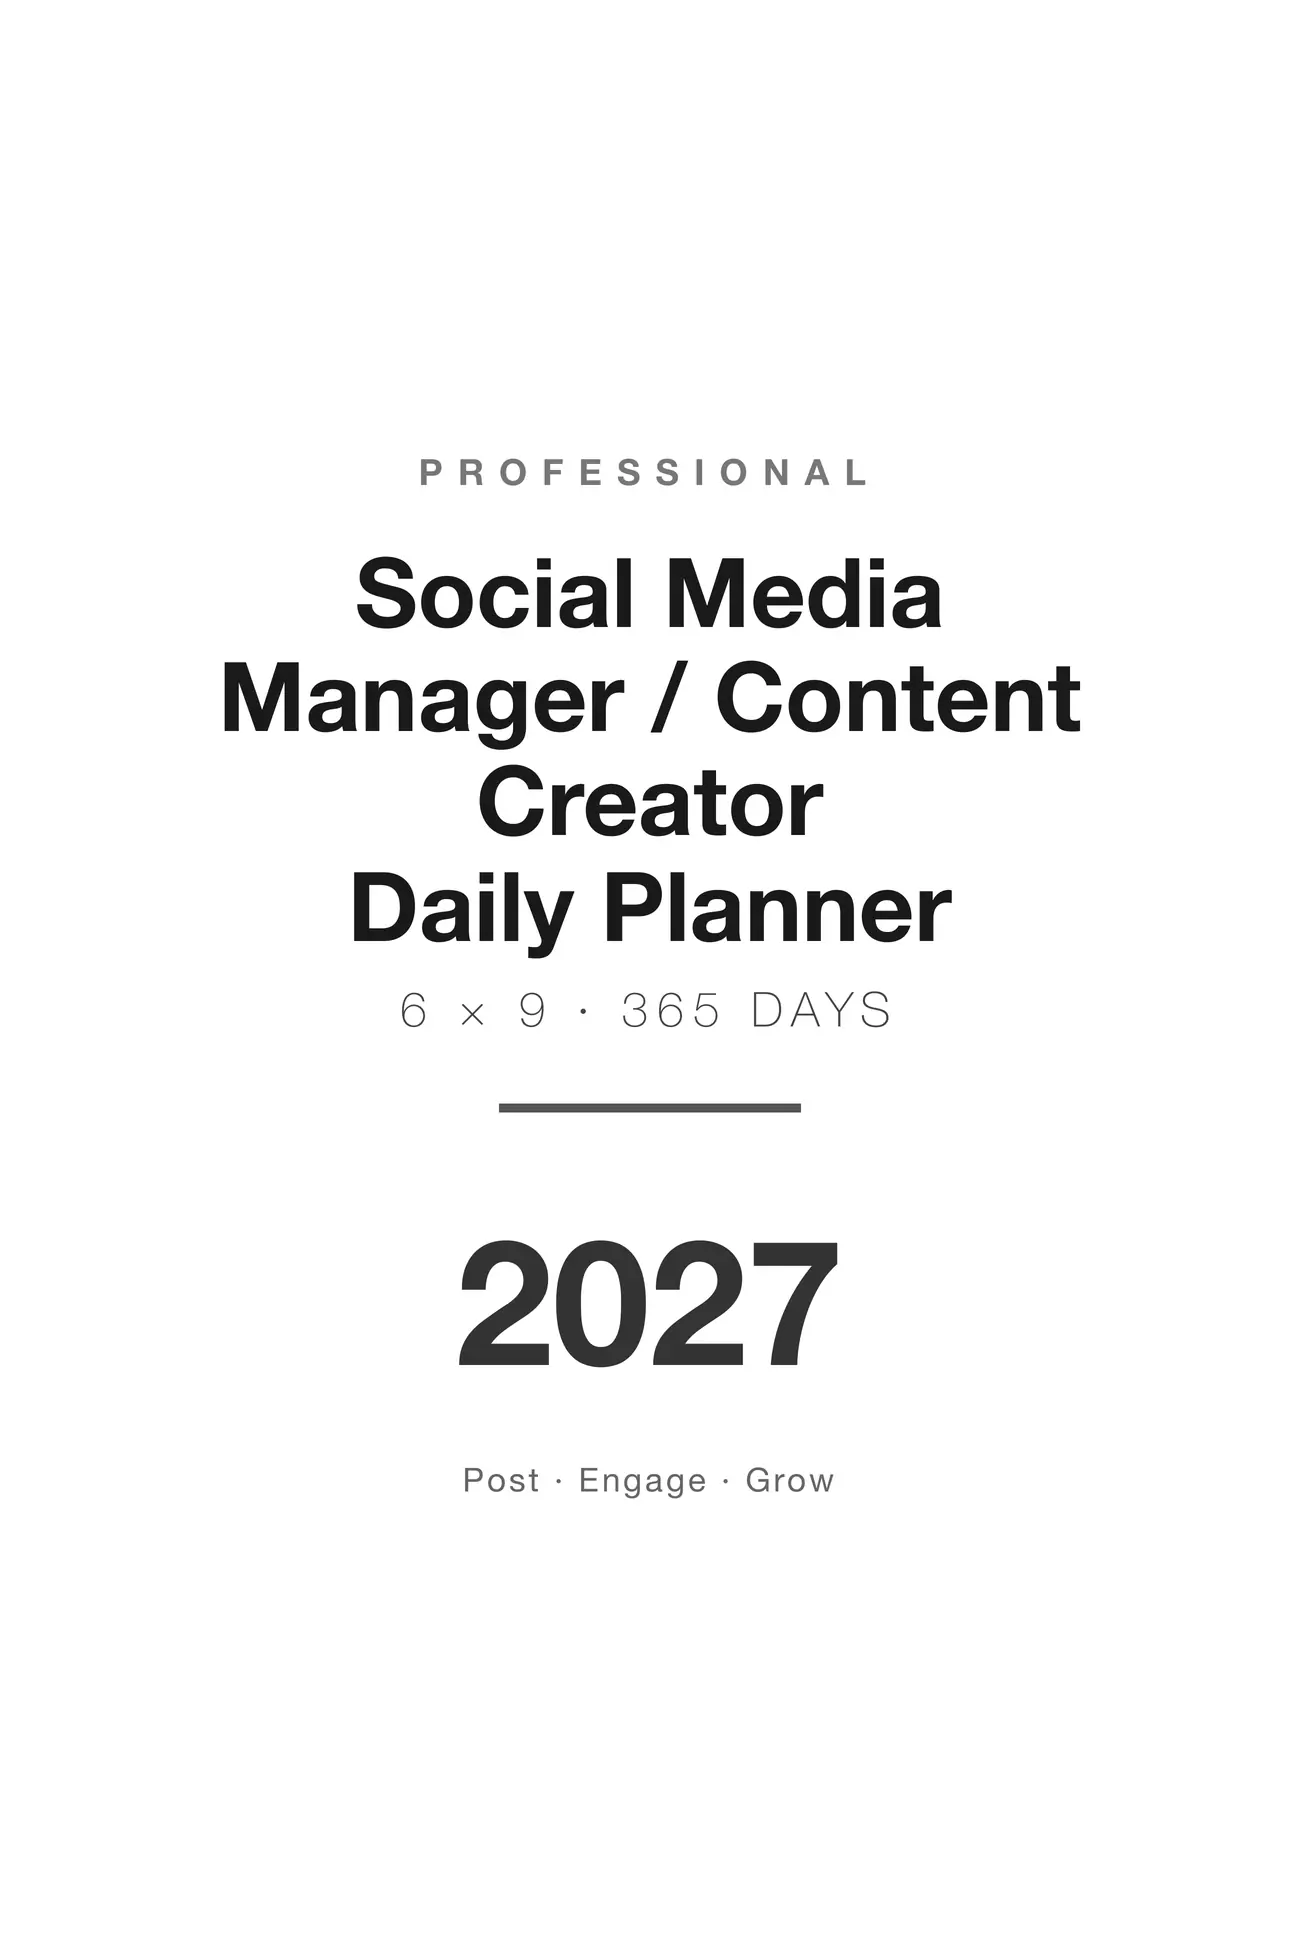 PROFESSIONAL
Social Media
Manager / Content
Creator
Daily Planner
6 × 9 · 365 DAYS
2027
Post · Engage · Grow